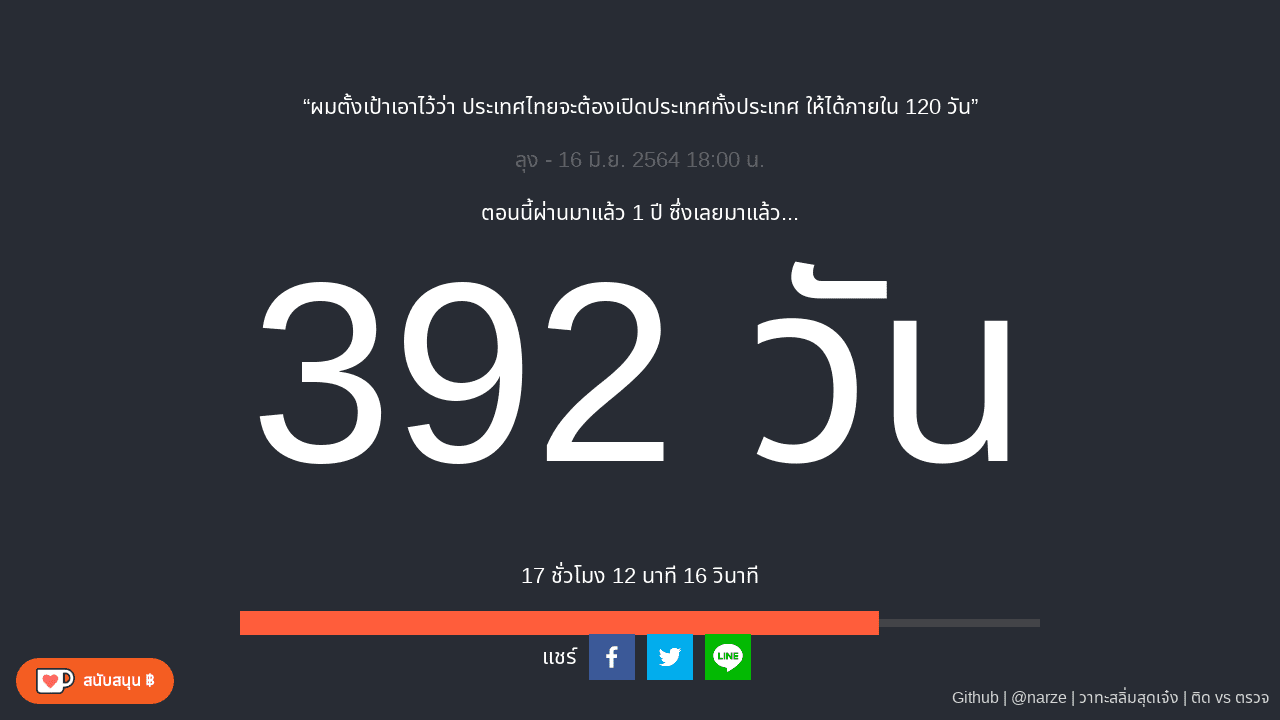 “ผมตั้งเป้าเอาไว้ว่า ประเทศไทยจะต้องเปิดประเทศทั้งประเทศ ให้ได้ภายใน 120 วัน”
ลุง - 16 มิ.ย. 2564 18:00 น.
ตอนนี้ผ่านมาแล้ว 1 ปี ซึ่งเลยมาแล้ว...
392 วัน
17 ชั่วโมง 12 นาที 16 วินาที
แชร์
LINE
สนับสนุน ฿
Github | @narze | วาทะสลิ่มสุดเจ๋ง | ติด vs ตรวจ